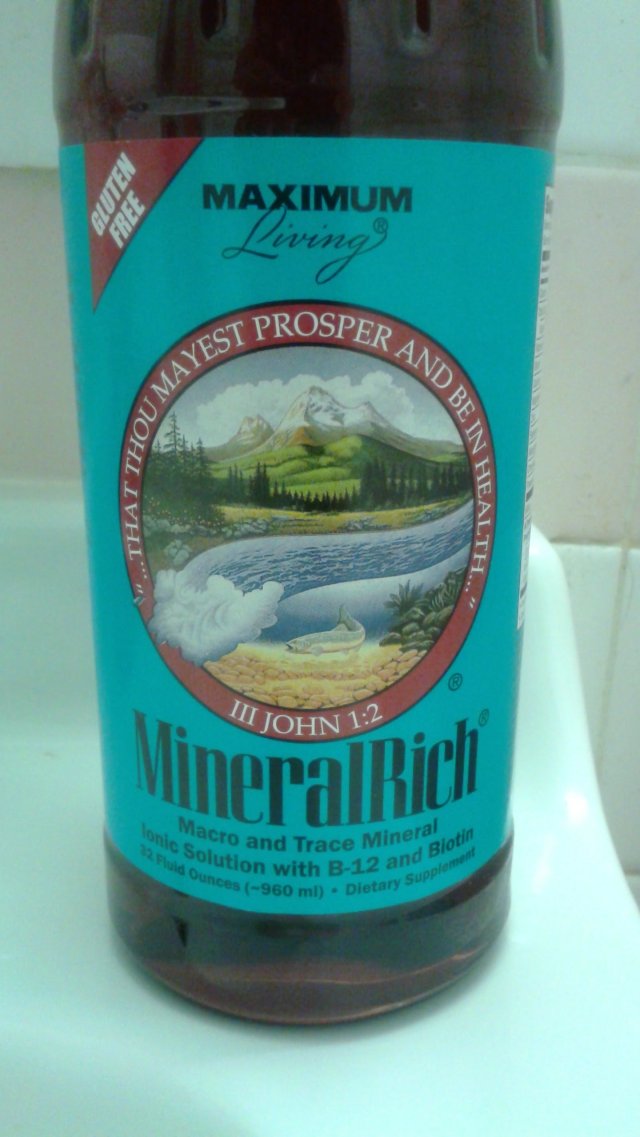 GLUTEN
FREE
MAXIMUM
Living®
"...THAT THOU MAYEST PROSPER AND BE IN HEALTH..."
III JOHN 1:2
®
MineralRich®
Macro and Trace Mineral
Ionic Solution with B-12 and Biotin
32 Fluid Ounces (~960 ml) • Dietary Supplement